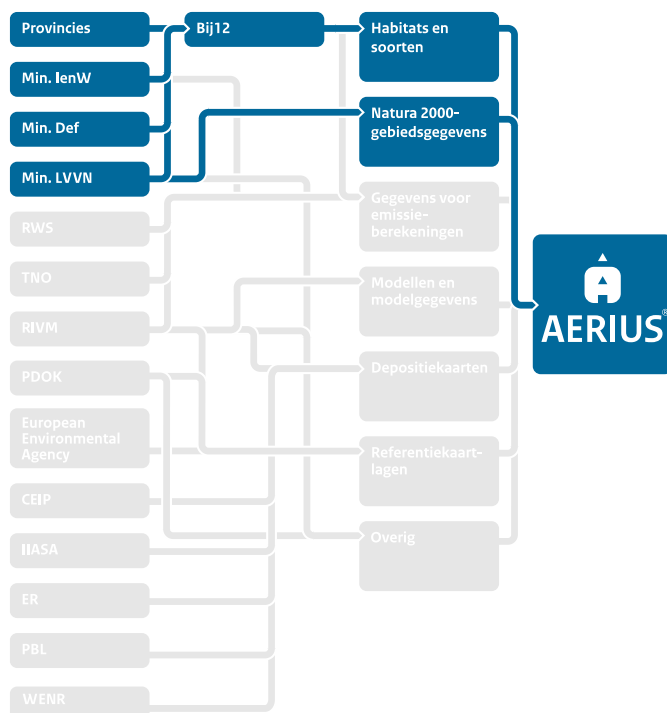 Provincies
Bij12
Habitats en
soorten
Min. IenW
Min. Def
Natura 2000-
gebiedsgegevens
Min. LVVN
RWS
Gegevens voor
emissie-
berekeningen
TNO
Modellen en
modelgegevens
AERIUS®
RIVM
PDOK
Depositiekaarten
European
Environmental
Agency
Referentiekaart-
lagen
CEIP
IIASA
Overig
ER
PBL
WENR